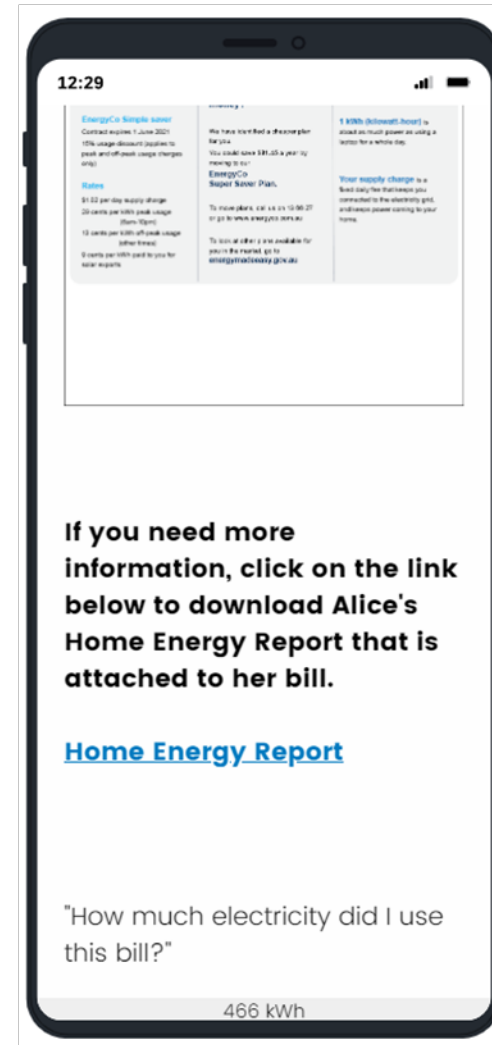 12:29
EnergyCo Simple saver
Contract expires 1 June 2021
15% usage discount (applies to
peak and off-peak usage charges
only)
Rates
$1.02 per day supply charge
29 cents per kWh peak usage
(6am-10pm)
13 cents per kWh off-peak usage
(other times)
9 cents per kWh paid to you for
solar exports
We have identified a cheaper plan
for you
You could save $91.45 a year by
moving to our
EnergyCo
Super Saver Plan.
To move plans, call us on
or go to www.energyco.com.au
To look at other plans available for
you in the market, go to
energymadeeasy.gov.au
1 kWh (kilowatt-hour) is
about as much power as using a
laptop for a whole day.
Your supply charge is a
fixed daily fee that keeps you
connected to the electricity grid,
and keeps power coming to your
home.
If you need more
information, click on the link
below to download Alice's
Home Energy Report that is
attached to her bill.
Home Energy Report
"How much electricity did I use
this bill?"
466 kWh